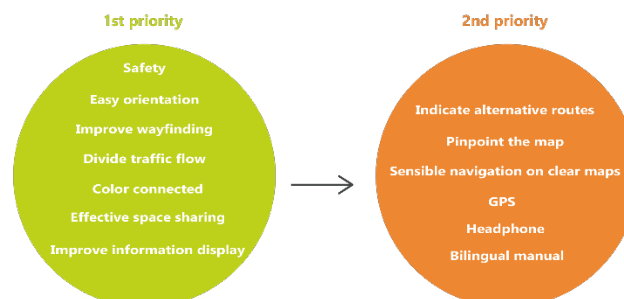 1st priority
Safety
Easy orientation
Improve wayfinding
Divide traffic flow
Color connected
Effective space sharing
Improve information display
2nd priority
Indicate alternative routes
Pinpoint the map
Sensible navigation on clear maps
GPS
Headphone
Bilingual manual